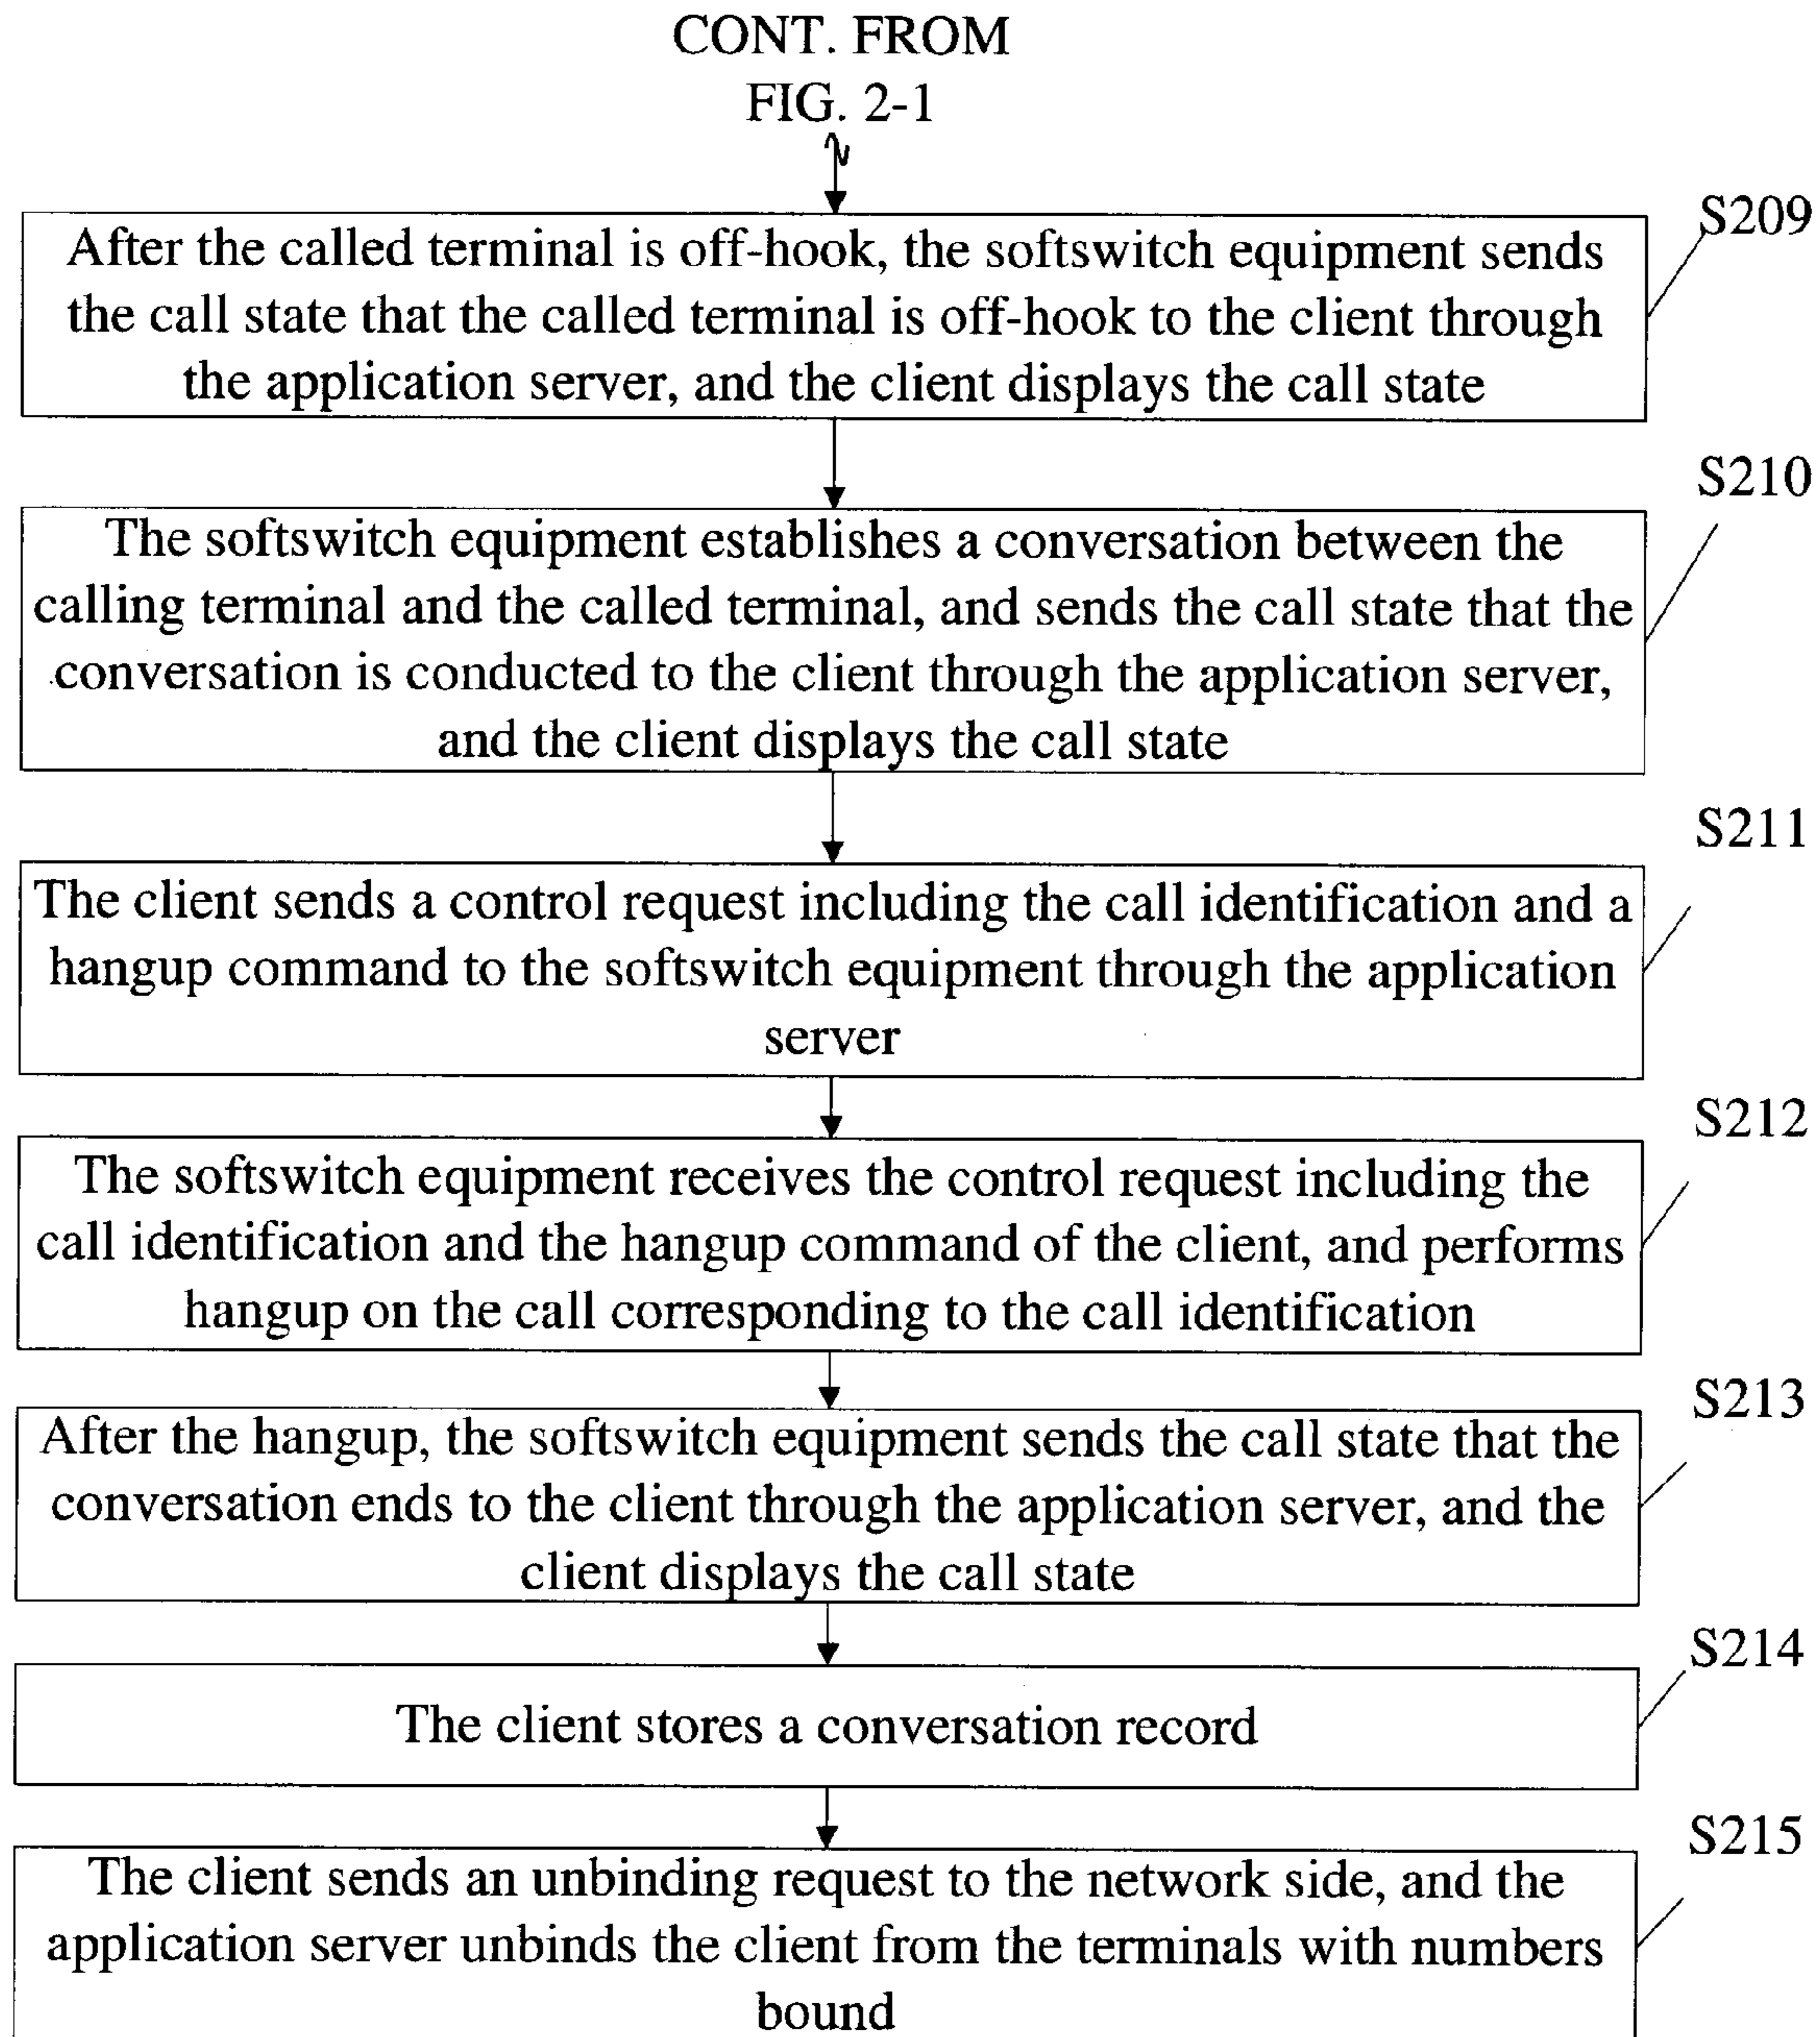 CONT. FROM
FIG. 2-1
S209
After the called terminal is off-hook, the softswitch equipment sends
the call state that the called terminal is off-hook to the client through
the application server, and the client displays the call state
S210
The softswitch equipment establishes a conversation between the
calling terminal and the called terminal, and sends the call state that the
conversation is conducted to the client through the application server,
and the client displays the call state
S211
The client sends a control request including the call identification and a
hangup command to the softswitch equipment through the application
server
S212
The softswitch equipment receives the control request including the
call identification and the hangup command of the client, and performs
hangup on the call corresponding to the call identification
S213
After the hangup, the softswitch equipment sends the call state that the
conversation ends to the client through the application server, and the
client displays the call state
S214
The client stores a conversation record
S215
The client sends an unbinding request to the network side, and the
application server unbinds the client from the terminals with numbers
bound